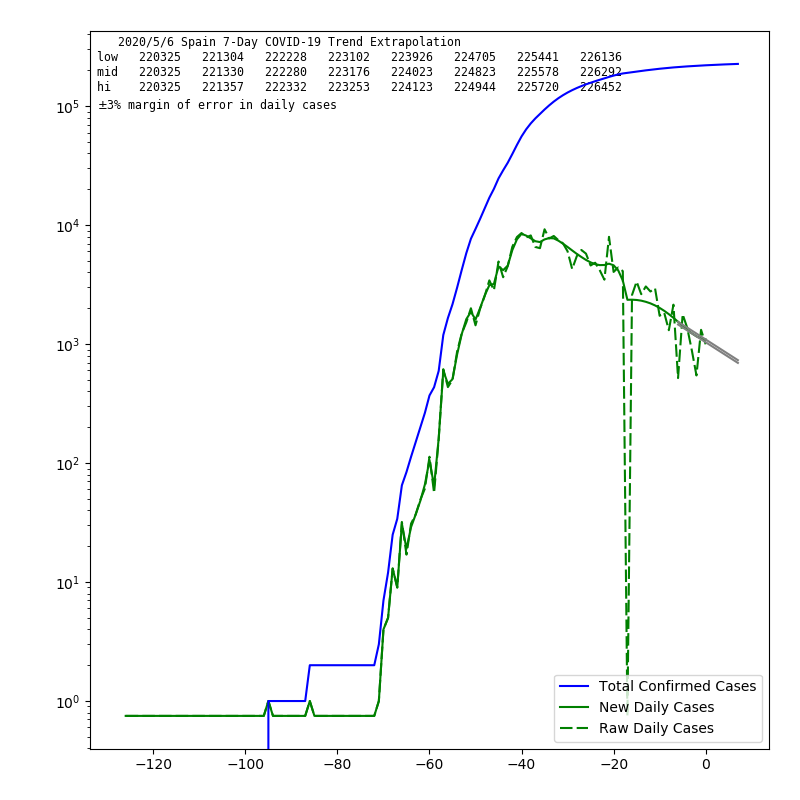 2020/5/6 Spain 7-Day COVID-19 Trend Extrapolation
low 220325 221304 222228 223102 223926 224705 225441 226136
mid 220325 221330 222280 223176 224023 224823 225578 226292
hi 220325 221357 222332 223253 224123 224944 225720 226452
±3% margin of error in daily cases
10⁵
10⁴
10³
10²
10¹
10⁰
Total Confirmed Cases
New Daily Cases
Raw Daily Cases
−120 −100 −80 −60 −40 −20 0